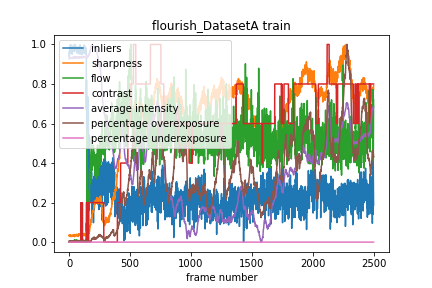 flourish_DatasetA train
1.0
0.8
0.6
0.4
0.2
0.0
inliers
sharpness
flow
contrast
average intensity
percentage overexposure
percentage underexposure
0 500 1000 1500 2000 2500
frame number